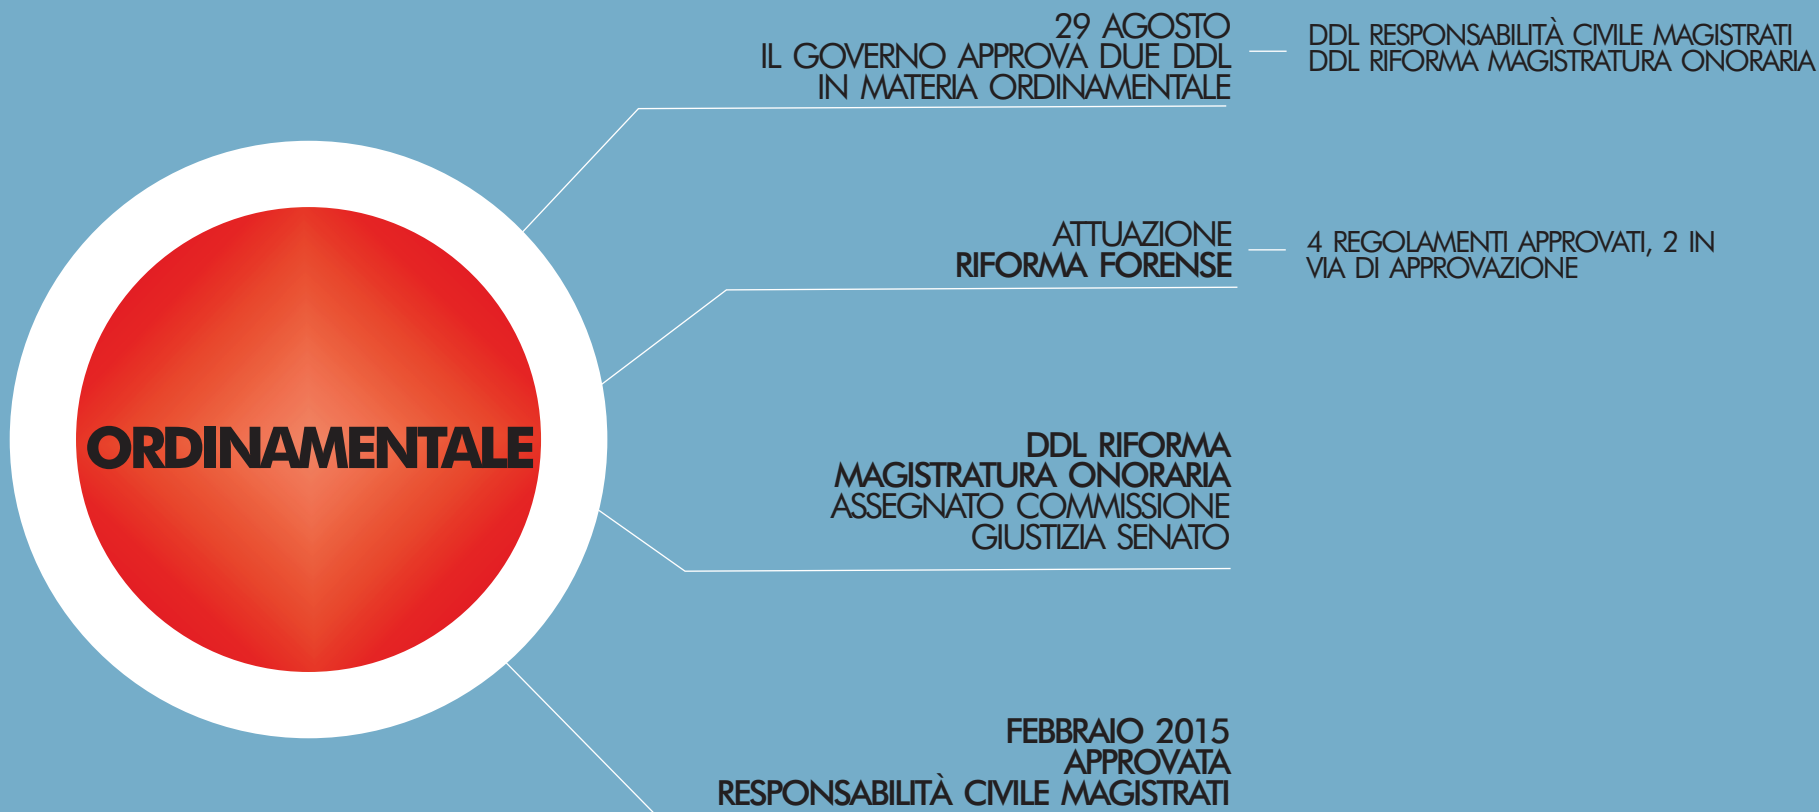 29 AGOSTO
IL GOVERNO APPROVA DUE DDL
IN MATERIA ORDINAMENTALE
DDL RESPONSABILITÀ CIVILE MAGISTRATI
DDL RIFORMA MAGISTRATURA ONORARIA
ATTUAZIONE
RIFORMA FORENSE
4 REGOLAMENTI APPROVATI, 2 IN
VIA DI APPROVAZIONE
ORDINAMENTALE
DDL RIFORMA
MAGISTRATURA ONORARIA
ASSEGNATO COMMISSIONE
GIUSTIZIA SENATO
FEBBRAIO 2015
APPROVATA
RESPONSABILITÀ CIVILE MAGISTRATI